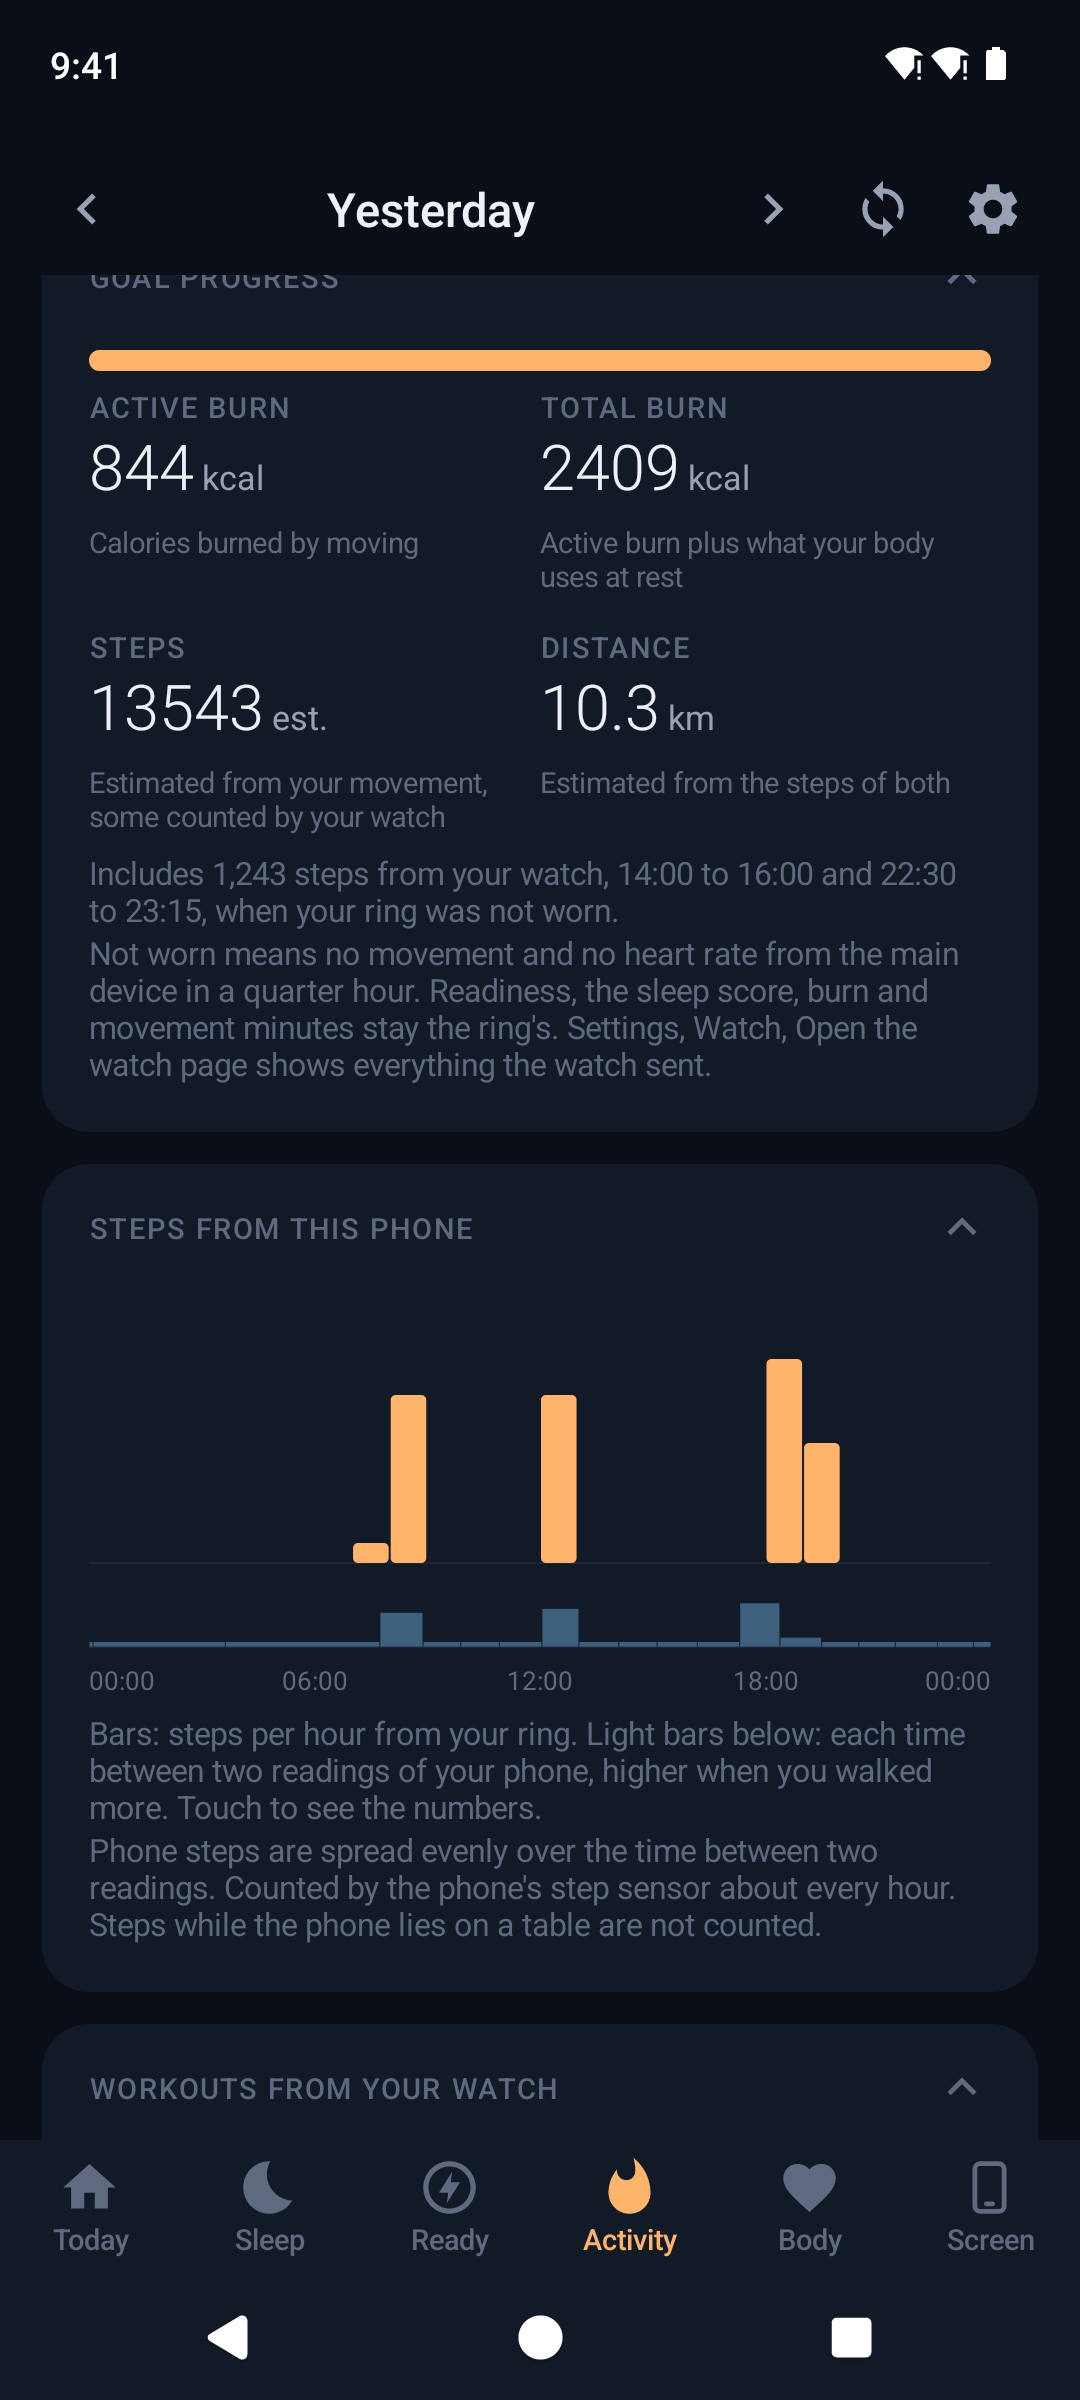 9:41
Yesterday
GOAL PROGRESS
ACTIVE BURN
844 kcal
Calories burned by moving
TOTAL BURN
2409 kcal
Active burn plus what your body
uses at rest
STEPS
13543 est.
Estimated from your movement,
some counted by your watch
DISTANCE
10.3 km
Estimated from the steps of both
Includes 1,243 steps from your watch, 14:00 to 16:00 and 22:30
to 23:15, when your ring was not worn.
Not worn means no movement and no heart rate from the main
device in a quarter hour. Readiness, the sleep score, burn and
movement minutes stay the ring's. Settings, Watch, Open the
watch page shows everything the watch sent.
STEPS FROM THIS PHONE
00:00 06:00 12:00 18:00 00:00
Bars: steps per hour from your ring. Light bars below: each time
between two readings of your phone, higher when you walked
more. Touch to see the numbers.
Phone steps are spread evenly over the time between two
readings. Counted by the phone's step sensor about every hour.
Steps while the phone lies on a table are not counted.
WORKOUTS FROM YOUR WATCH
Today Sleep Ready Activity Body Screen